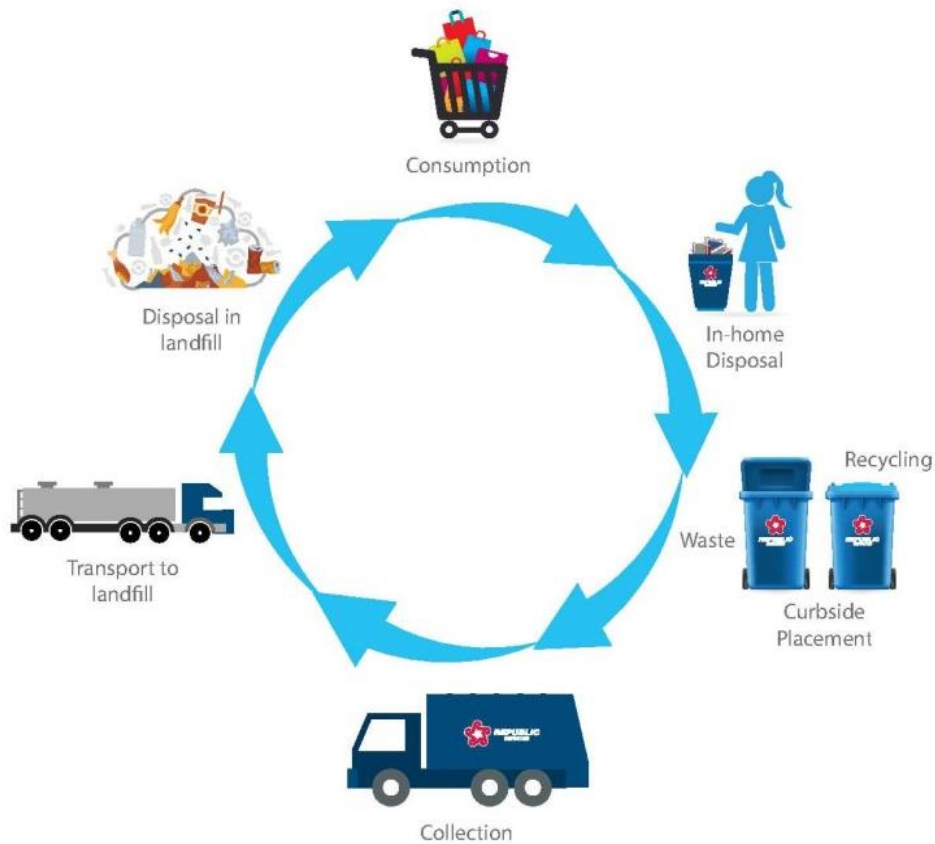 Consumption
In-home
Disposal
Recycling
Waste
Curbside
Placement
REPUBLIC
Collection
Transport to
landfill
Disposal in
landfill